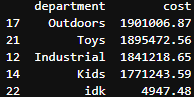 department cost
17 Outdoors 1901006.87
21 Toys 1895472.56
12 Industrial 1841218.65
14 Kids 1771243.59
22 idk 4947.48